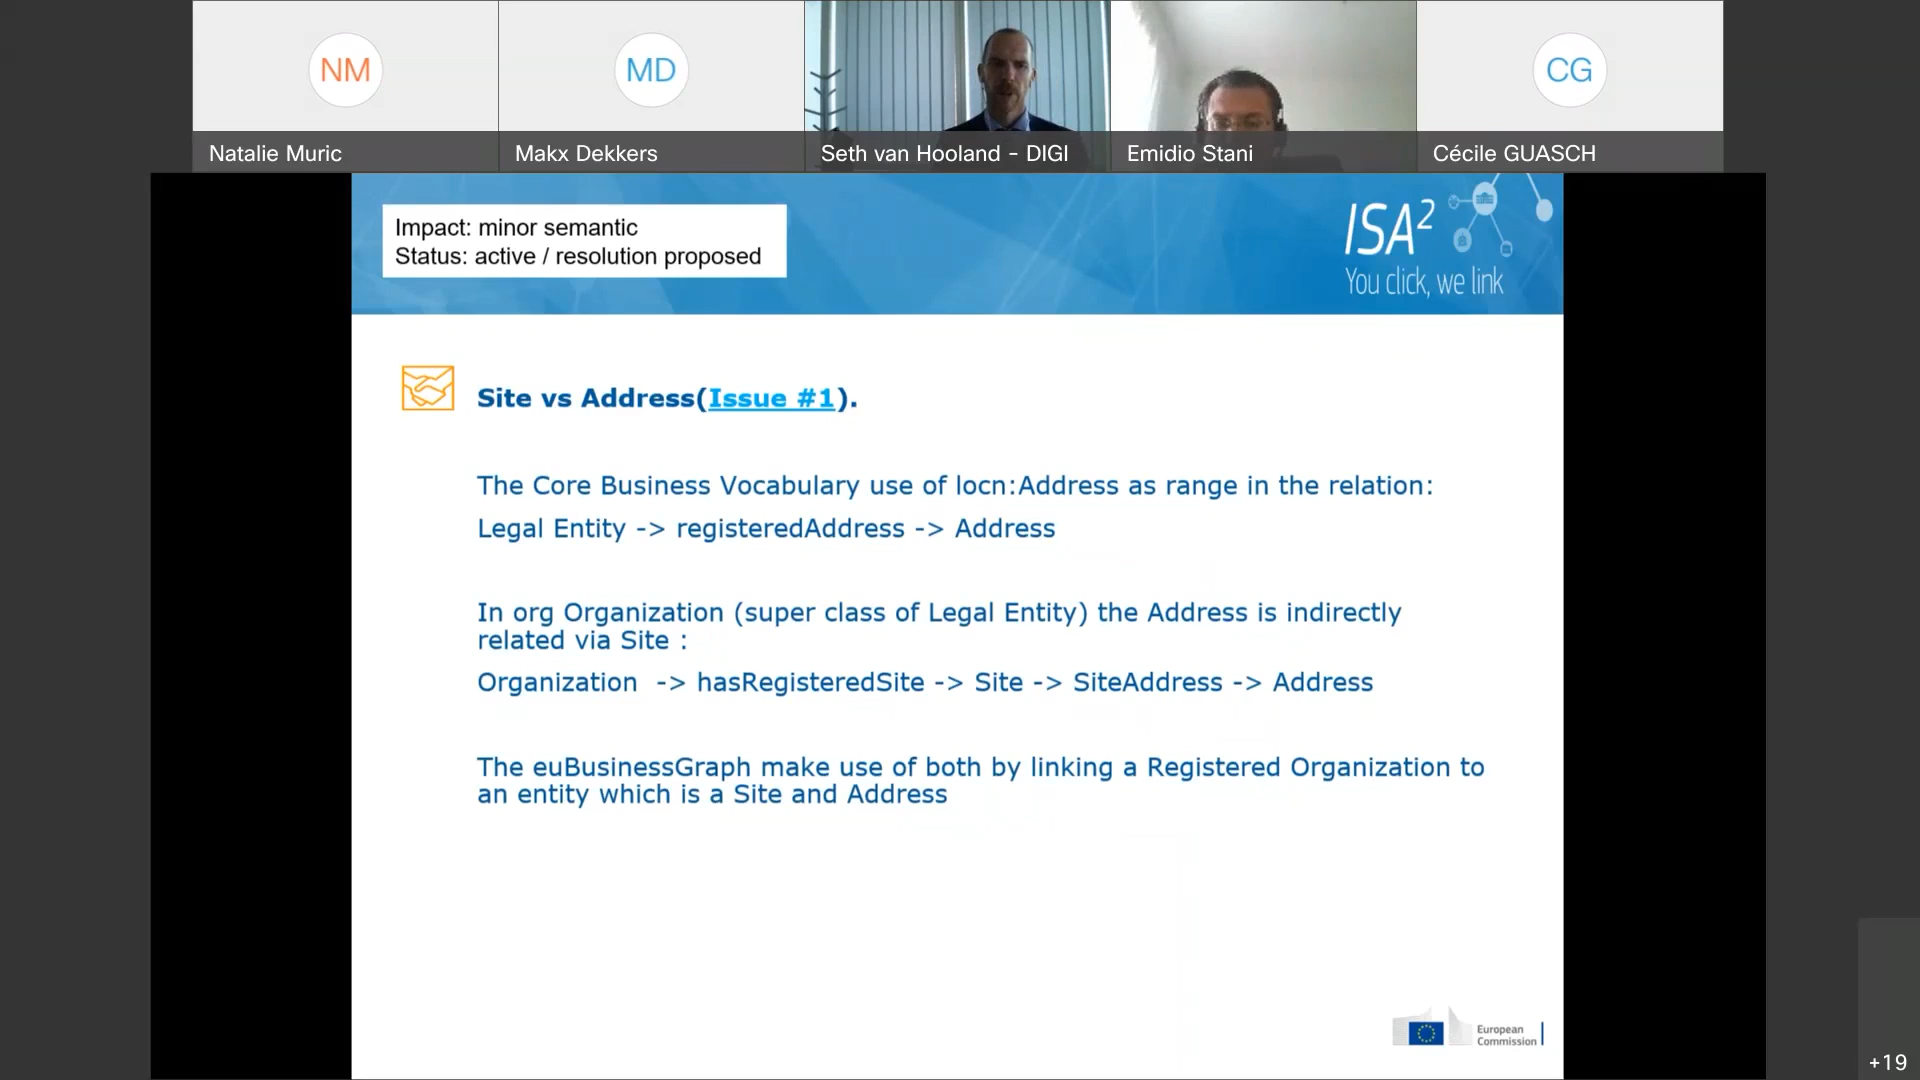 NM
MD
CG
Natalie Muric
Makx Dekkers
Seth van Hooland - DIGI
Emidio Stani
Cécile GUASCH
Impact: minor semantic
Status: active / resolution proposed
ISA²
You click, we link
Site vs Address(Issue #1).
The Core Business Vocabulary use of locn:Address as range in the relation:
Legal Entity -> registeredAddress -> Address
In org Organization (super class of Legal Entity) the Address is indirectly
related via Site :
Organization -> hasRegisteredSite -> Site -> SiteAddress -> Address
The euBusinessGraph make use of both by linking a Registered Organization to
an entity which is a Site and Address
European
Commission
+19